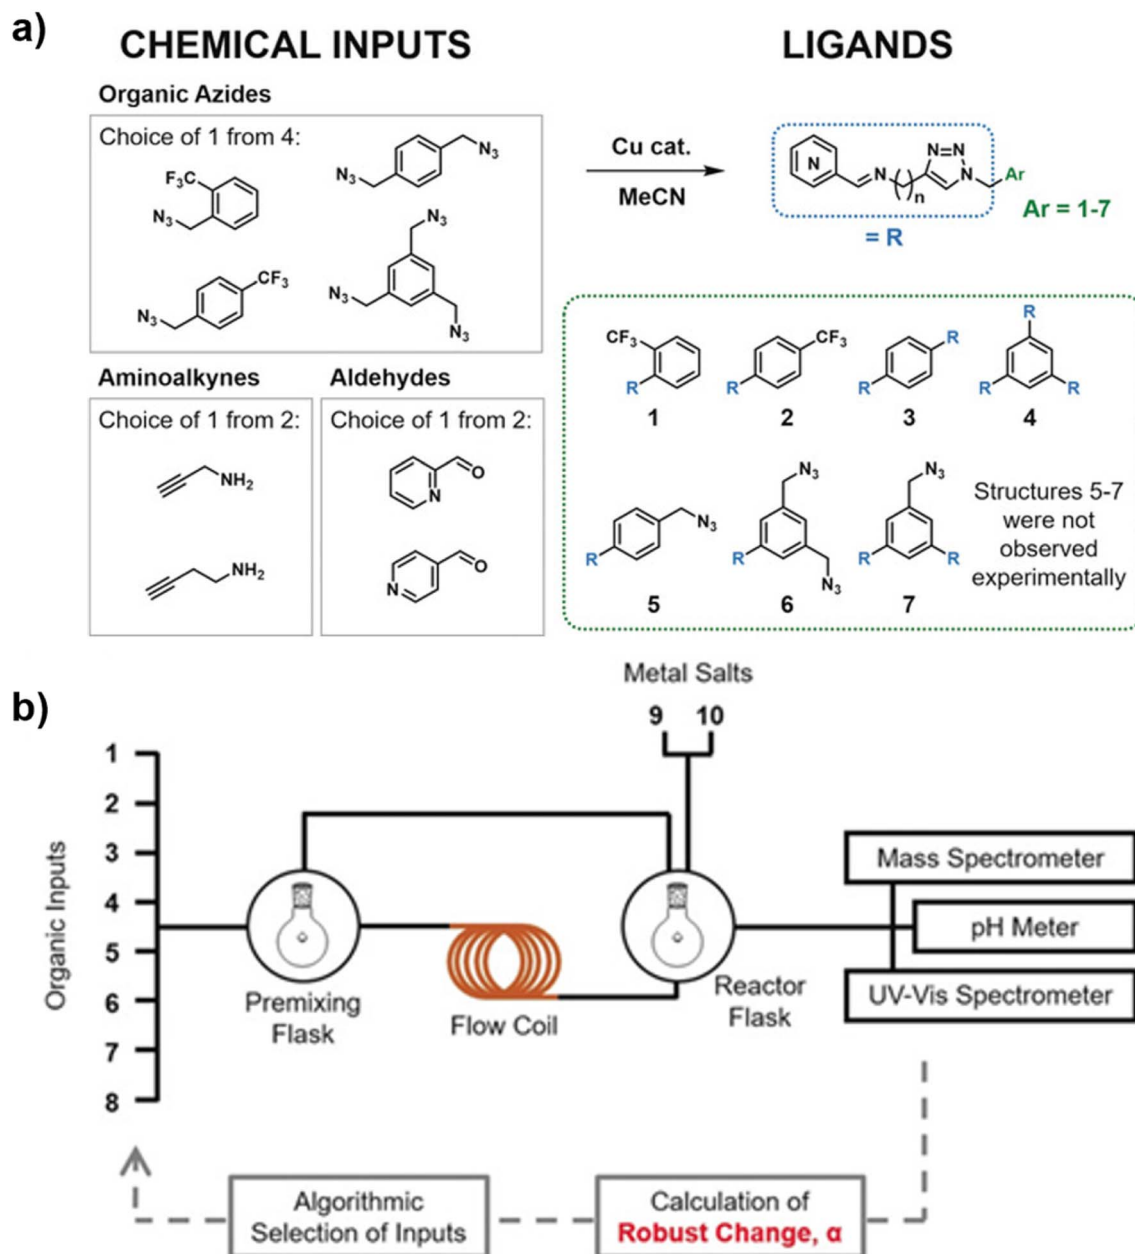 a)
CHEMICAL INPUTS
LIGANDS
Organic Azides
Choice of 1 from 4:
F3C
N3
N3
N3
N3
CF3
N3
N3
N3
Cu cat.
MeCN
N
N
N=N
N
n
Ar
= R
Ar = 1-7
Aminoalkynes
Choice of 1 from 2:
NH2
NH2
Aldehydes
Choice of 1 from 2:
O
N
O
N
CF3
R
1
CF3
R
2
R
R
3
R
R
R
4
N3
R
5
N3
R
N3
6
N3
R
R
7
Structures 5-7
were not
observed
experimentally
b)
Metal Salts
9 10
Organic Inputs
1
2
3
4
5
6
7
8
Premixing
Flask
Flow Coil
Reactor
Flask
Mass Spectrometer
pH Meter
UV-Vis Spectrometer
Algorithmic
Selection of Inputs
Calculation of
Robust Change, α